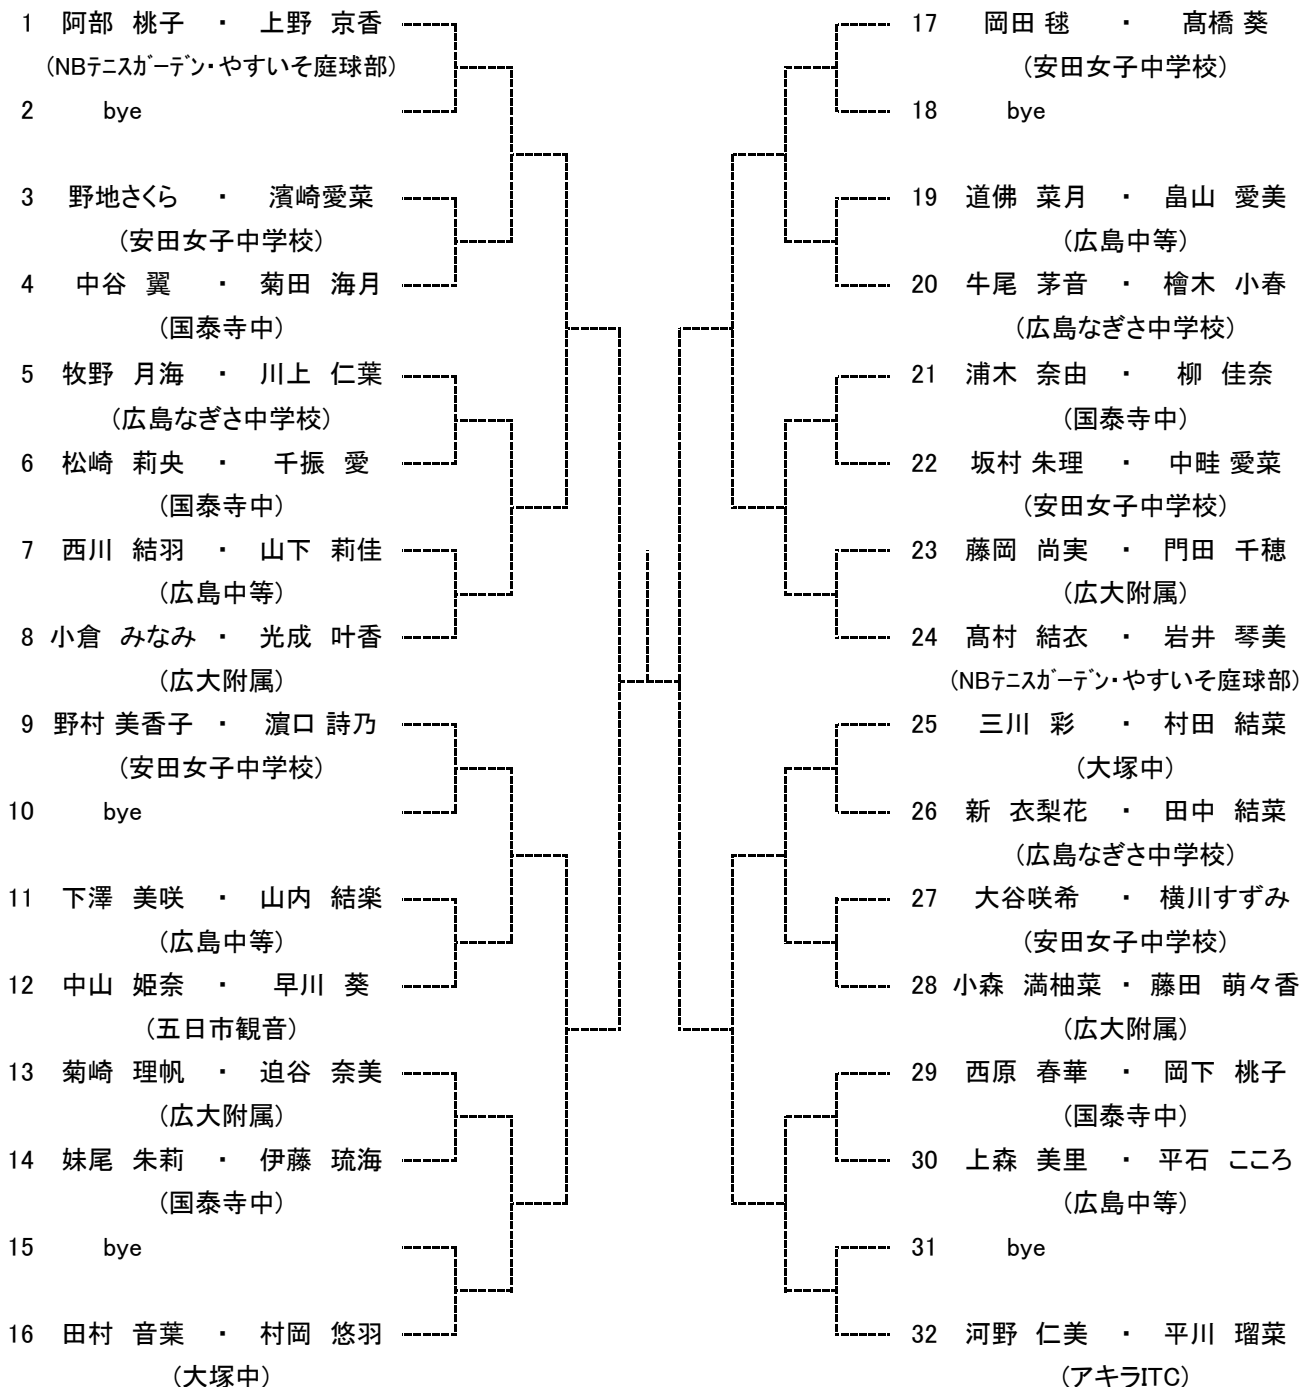 1 阿部 桃子 ・ 上野 京香
(NBテニスガーデン・やすいそ庭球部)
2 bye
3 野地さくら ・ 濱崎愛菜
(安田女子中学校)
4 中谷 翼 ・ 菊田 海月
(国泰寺中)
5 牧野 月海 ・ 川上 仁葉
(広島なぎさ中学校)
6 松崎 莉央 ・ 千振 愛
(国泰寺中)
7 西川 結羽 ・ 山下 莉佳
(広島中等)
8 小倉 みなみ ・ 光成 叶香
(広大附属)
9 野村 美香子 ・ 濵口 詩乃
(安田女子中学校)
10 bye
11 下澤 美咲 ・ 山内 結楽
(広島中等)
12 中山 姫奈 ・ 早川 葵
(五日市観音)
13 菊崎 理帆 ・ 迫谷 奈美
(広大附属)
14 妹尾 朱莉 ・ 伊藤 琉海
(国泰寺中)
15 bye
16 田村 音葉 ・ 村岡 悠羽
(大塚中)
17 岡田 毬 ・ 髙橋 葵
(安田女子中学校)
18 bye
19 道佛 菜月 ・ 畠山 愛美
(広島中等)
20 牛尾 茅音 ・ 檜木 小春
(広島なぎさ中学校)
21 浦木 奈由 ・ 柳 佳奈
(国泰寺中)
22 坂村 朱理 ・ 中畦 愛菜
(安田女子中学校)
23 藤岡 尚実 ・ 門田 千穂
(広大附属)
24 髙村 結衣 ・ 岩井 琴美
(NBテニスガーデン・やすいそ庭球部)
25 三川 彩 ・ 村田 結菜
(大塚中)
26 新 衣梨花 ・ 田中 結菜
(広島なぎさ中学校)
27 大谷咲希 ・ 横川すずみ
(安田女子中学校)
28 小森 満柚菜 ・ 藤田 萌々香
(広大附属)
29 西原 春華 ・ 岡下 桃子
(国泰寺中)
30 上森 美里 ・ 平石 こころ
(広島中等)
31 bye
32 河野 仁美 ・ 平川 瑠菜
(アキラITC)